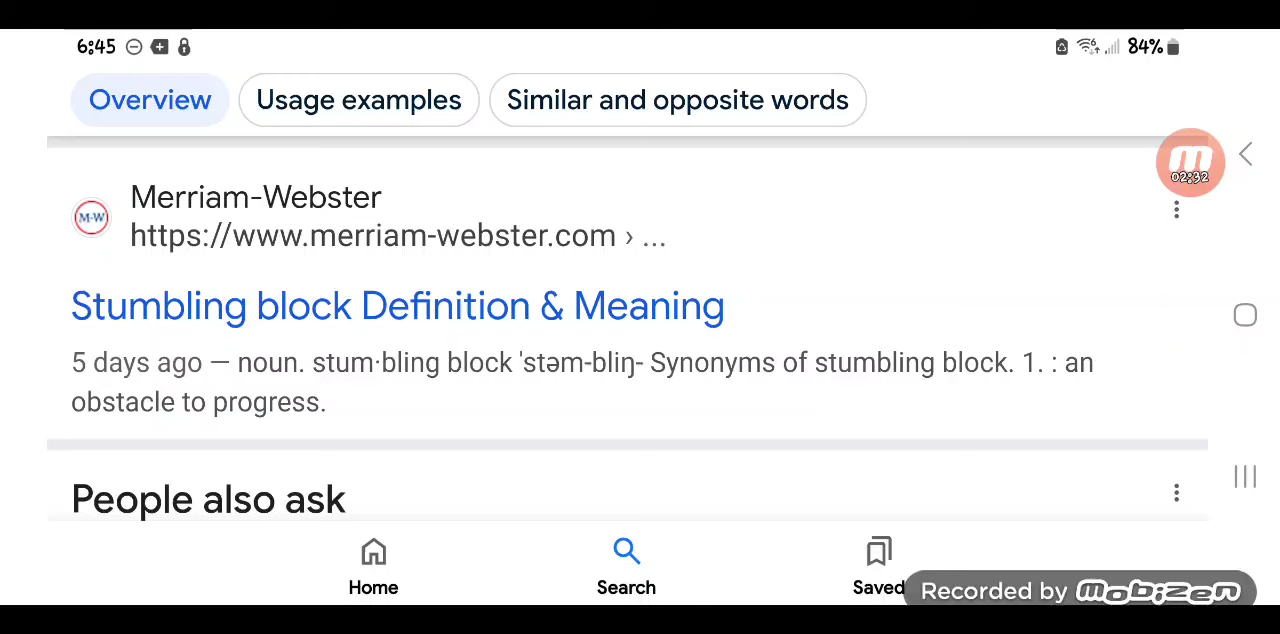 6:45
84%
Overview
Usage examples
Similar and opposite words
02:32
M-W
Merriam-Webster
https://www.merriam-webster.com › ...
Stumbling block Definition & Meaning
5 days ago — noun. stum·bling block ˈstəm-bliŋ- Synonyms of stumbling block. 1. : an
obstacle to progress.
People also ask
Home
Search
Saved
Recorded by mobizen